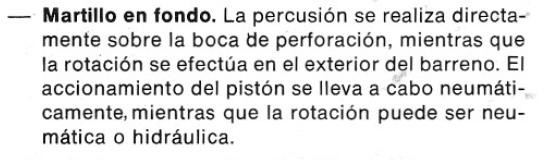 — Martillo en fondo. La percusión se realiza directa-
mente sobre la boca de perforación, mientras que
la rotación se efectúa en el exterior del barreno. El
accionamiento del pistón se lleva a cabo neumáti-
camente, mientras que la rotación puede ser neu-
mática o hidráulica.